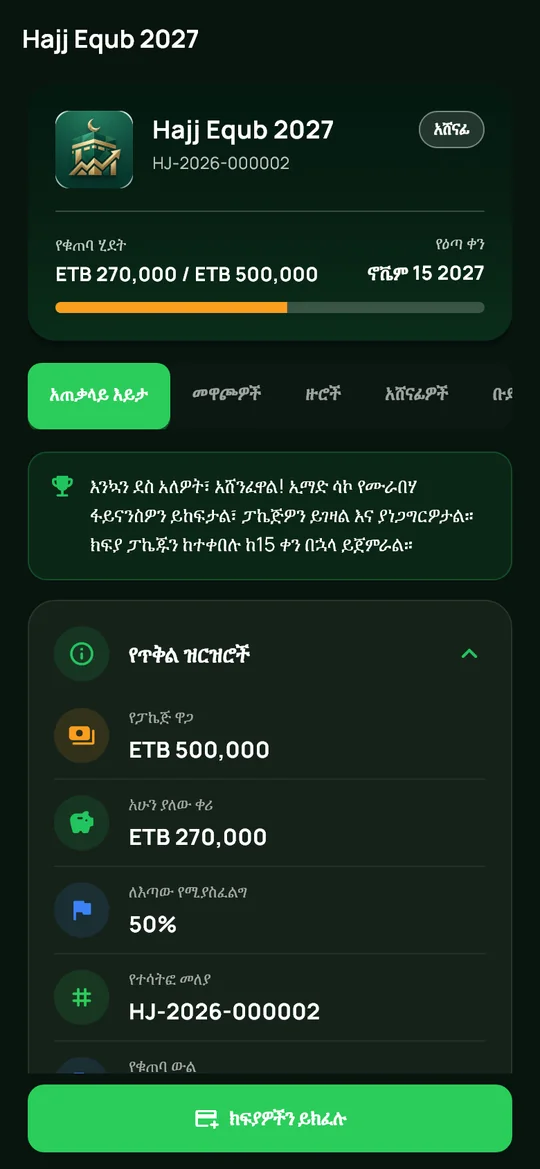 Hajj Equb 2027
Hajj Equb 2027
አሸናፊ
HJ-2026-000002
የቁጠባ ሂደት
የዕጣ ቀን
ETB 270,000 / ETB 500,000
ኖቬም 15 2027
አጠቃላይ እይታ
መዋጮዎች
ዙሮች
አሸናፊዎች
እንኳን ደስ አለዎት፣ አሸንፈዋል! ኢማድ ሳኮ የሙራበሃ
ፋይናንስዎን ይከፍታል፣ ፓኬጅዎን ይገዛል እና ያነጋግርዎታል።
ክፍያ ፓኬጁን ከተቀበሉ ከ15 ቀን በኋላ ይጀምራል።
የጥቅል ዝርዝሮች
የፓኬጅ ዋጋ
ETB 500,000
አሁን ያለው ቀሪ
ETB 270,000
ለእጣው የሚያስፈልግ
50%
የተሳትፎ መለያ
HJ-2026-000002
የቁጠባ ውል
ክፍያዎችን ይክፈሉ